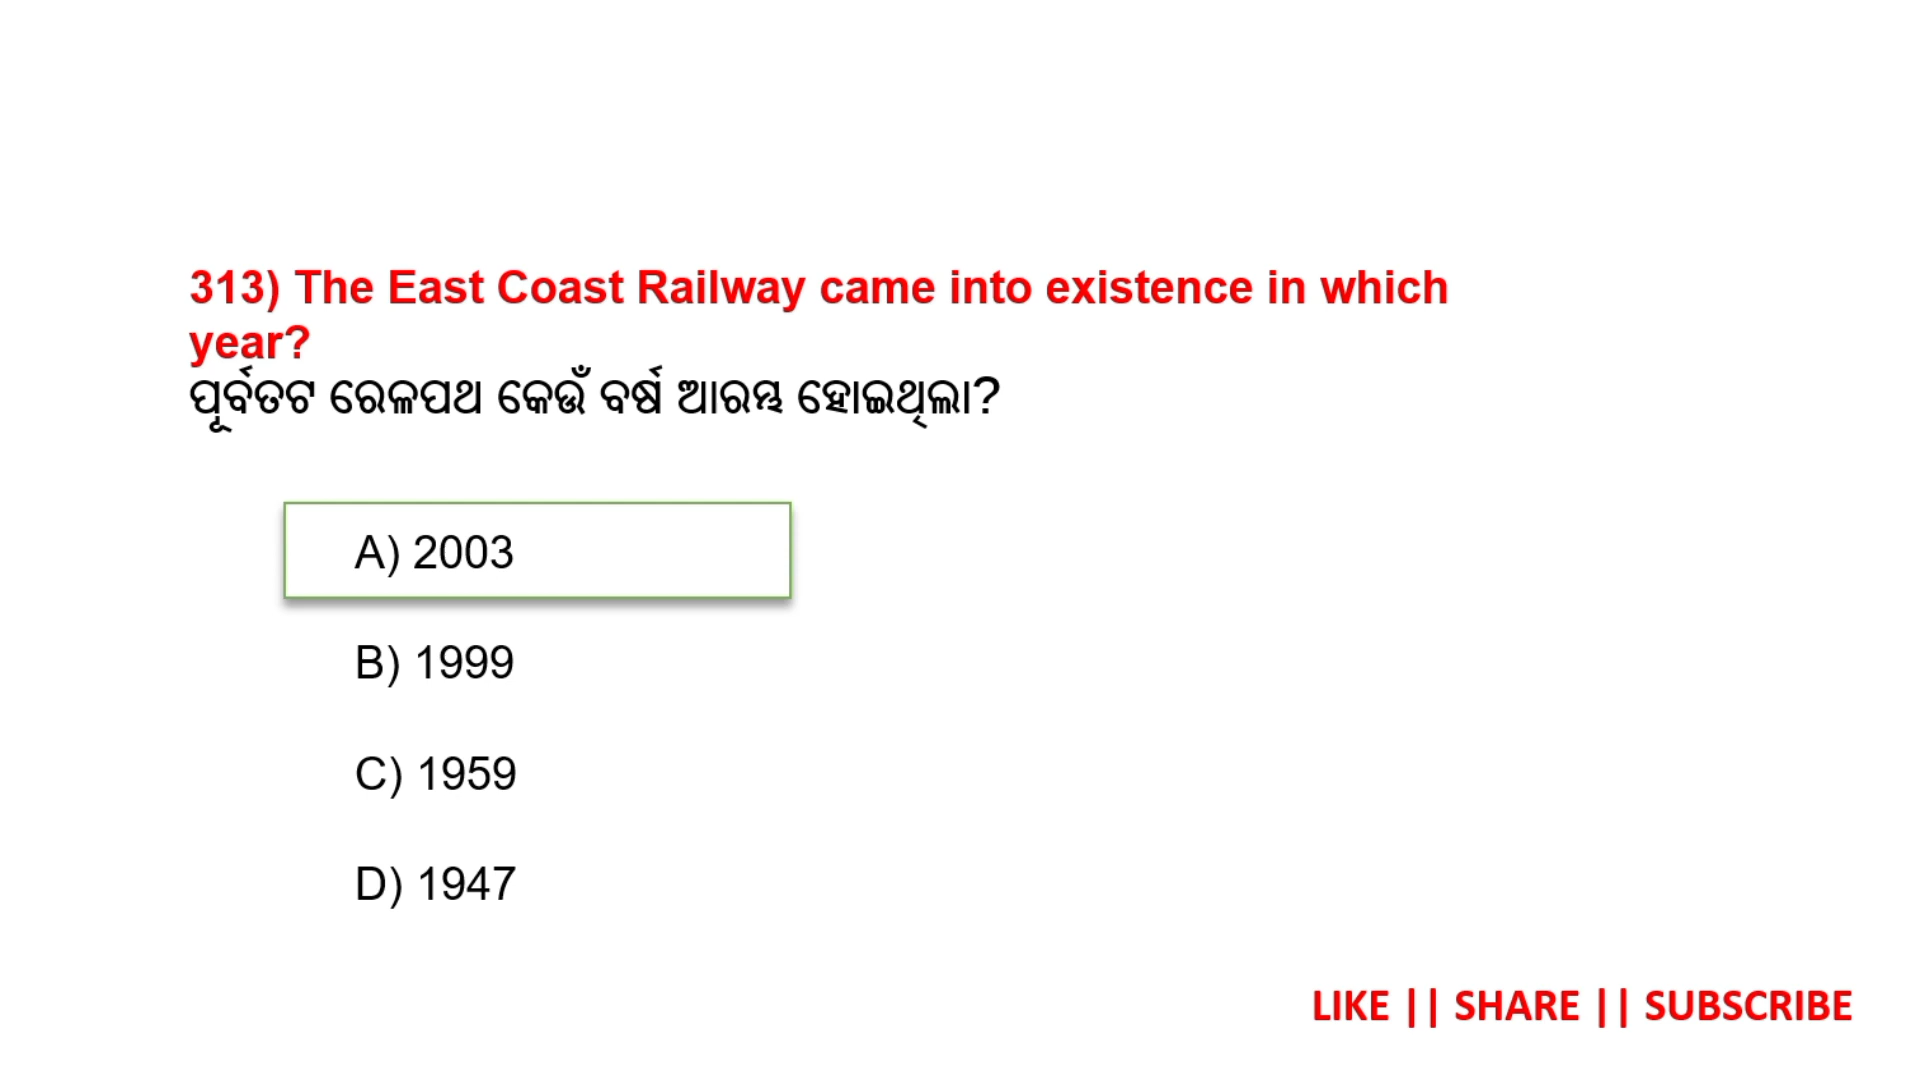 313) The East Coast Railway came into existence in which
year?
ପୂର୍ବତଟ ରେଳପଥ କେଉଁ ବର୍ଷ ଆରମ୍ଭ ହୋଇଥିଲା?
A) 2003
B) 1999
C) 1959
D) 1947
LIKE || SHARE || SUBSCRIBE